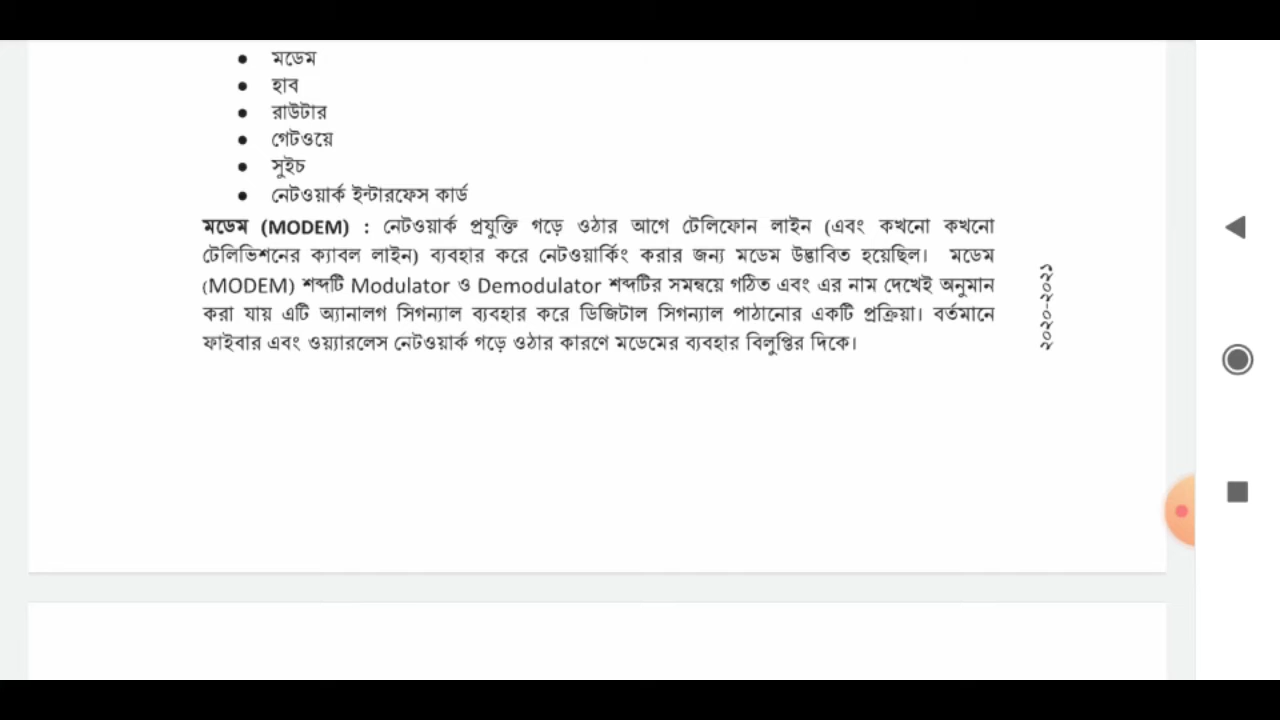 • মডেম
• হাব
• রাউটার
• গেটওয়ে
• সুইচ
• নেটওয়ার্ক ইন্টারফেস কার্ড
মডেম (MODEM) : নেটওয়ার্ক প্রযুক্তি গড়ে ওঠার আগে টেলিফোন লাইন (এবং কখনো কখনো
টেলিভিশনের ক্যাবল লাইন) ব্যবহার করে নেটওয়ার্কিং করার জন্য মডেম উদ্ভাবিত হয়েছিল। মডেম
(MODEM) শব্দটি Modulator ও Demodulator শব্দটির সমন্বয়ে গঠিত এবং এর নাম দেখেই অনুমান
করা যায় এটি অ্যানালগ সিগন্যাল ব্যবহার করে ডিজিটাল সিগন্যাল পাঠানোর একটি প্রক্রিয়া। বর্তমানে
ফাইবার এবং ওয়্যারলেস নেটওয়ার্ক গড়ে ওঠার কারণে মডেমের ব্যবহার বিলুপ্তির দিকে।
২০২০-২০২১